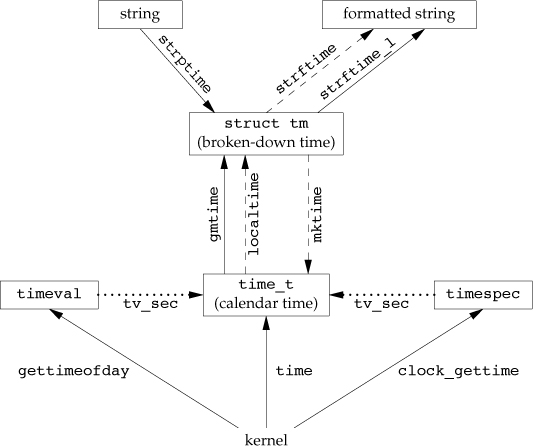 string
formatted string
strptime
strftime
strftime_l
struct tm
(broken-down time)
gmtime
localtime
mktime
timeval
tv_sec
time_t
(calendar time)
tv_sec
timespec
gettimeofday
time
clock_gettime
kernel